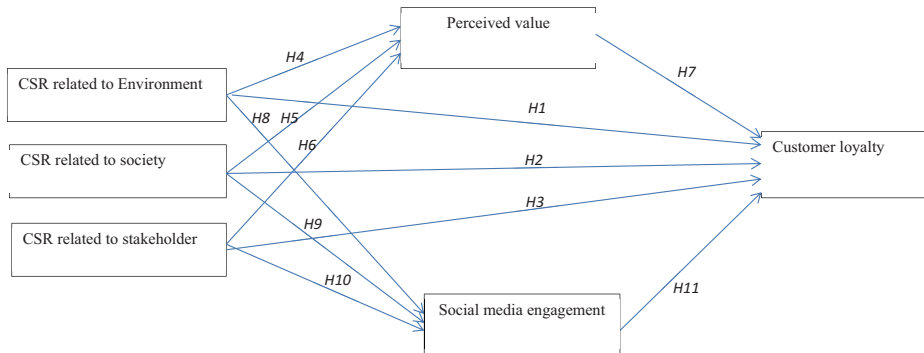 Perceived value
H4
H7
CSR related to Environment
H1
H8
H5
H6
CSR related to society
H2
Customer loyalty
H3
CSR related to stakeholder
H9
H10
Social media engagement
H11